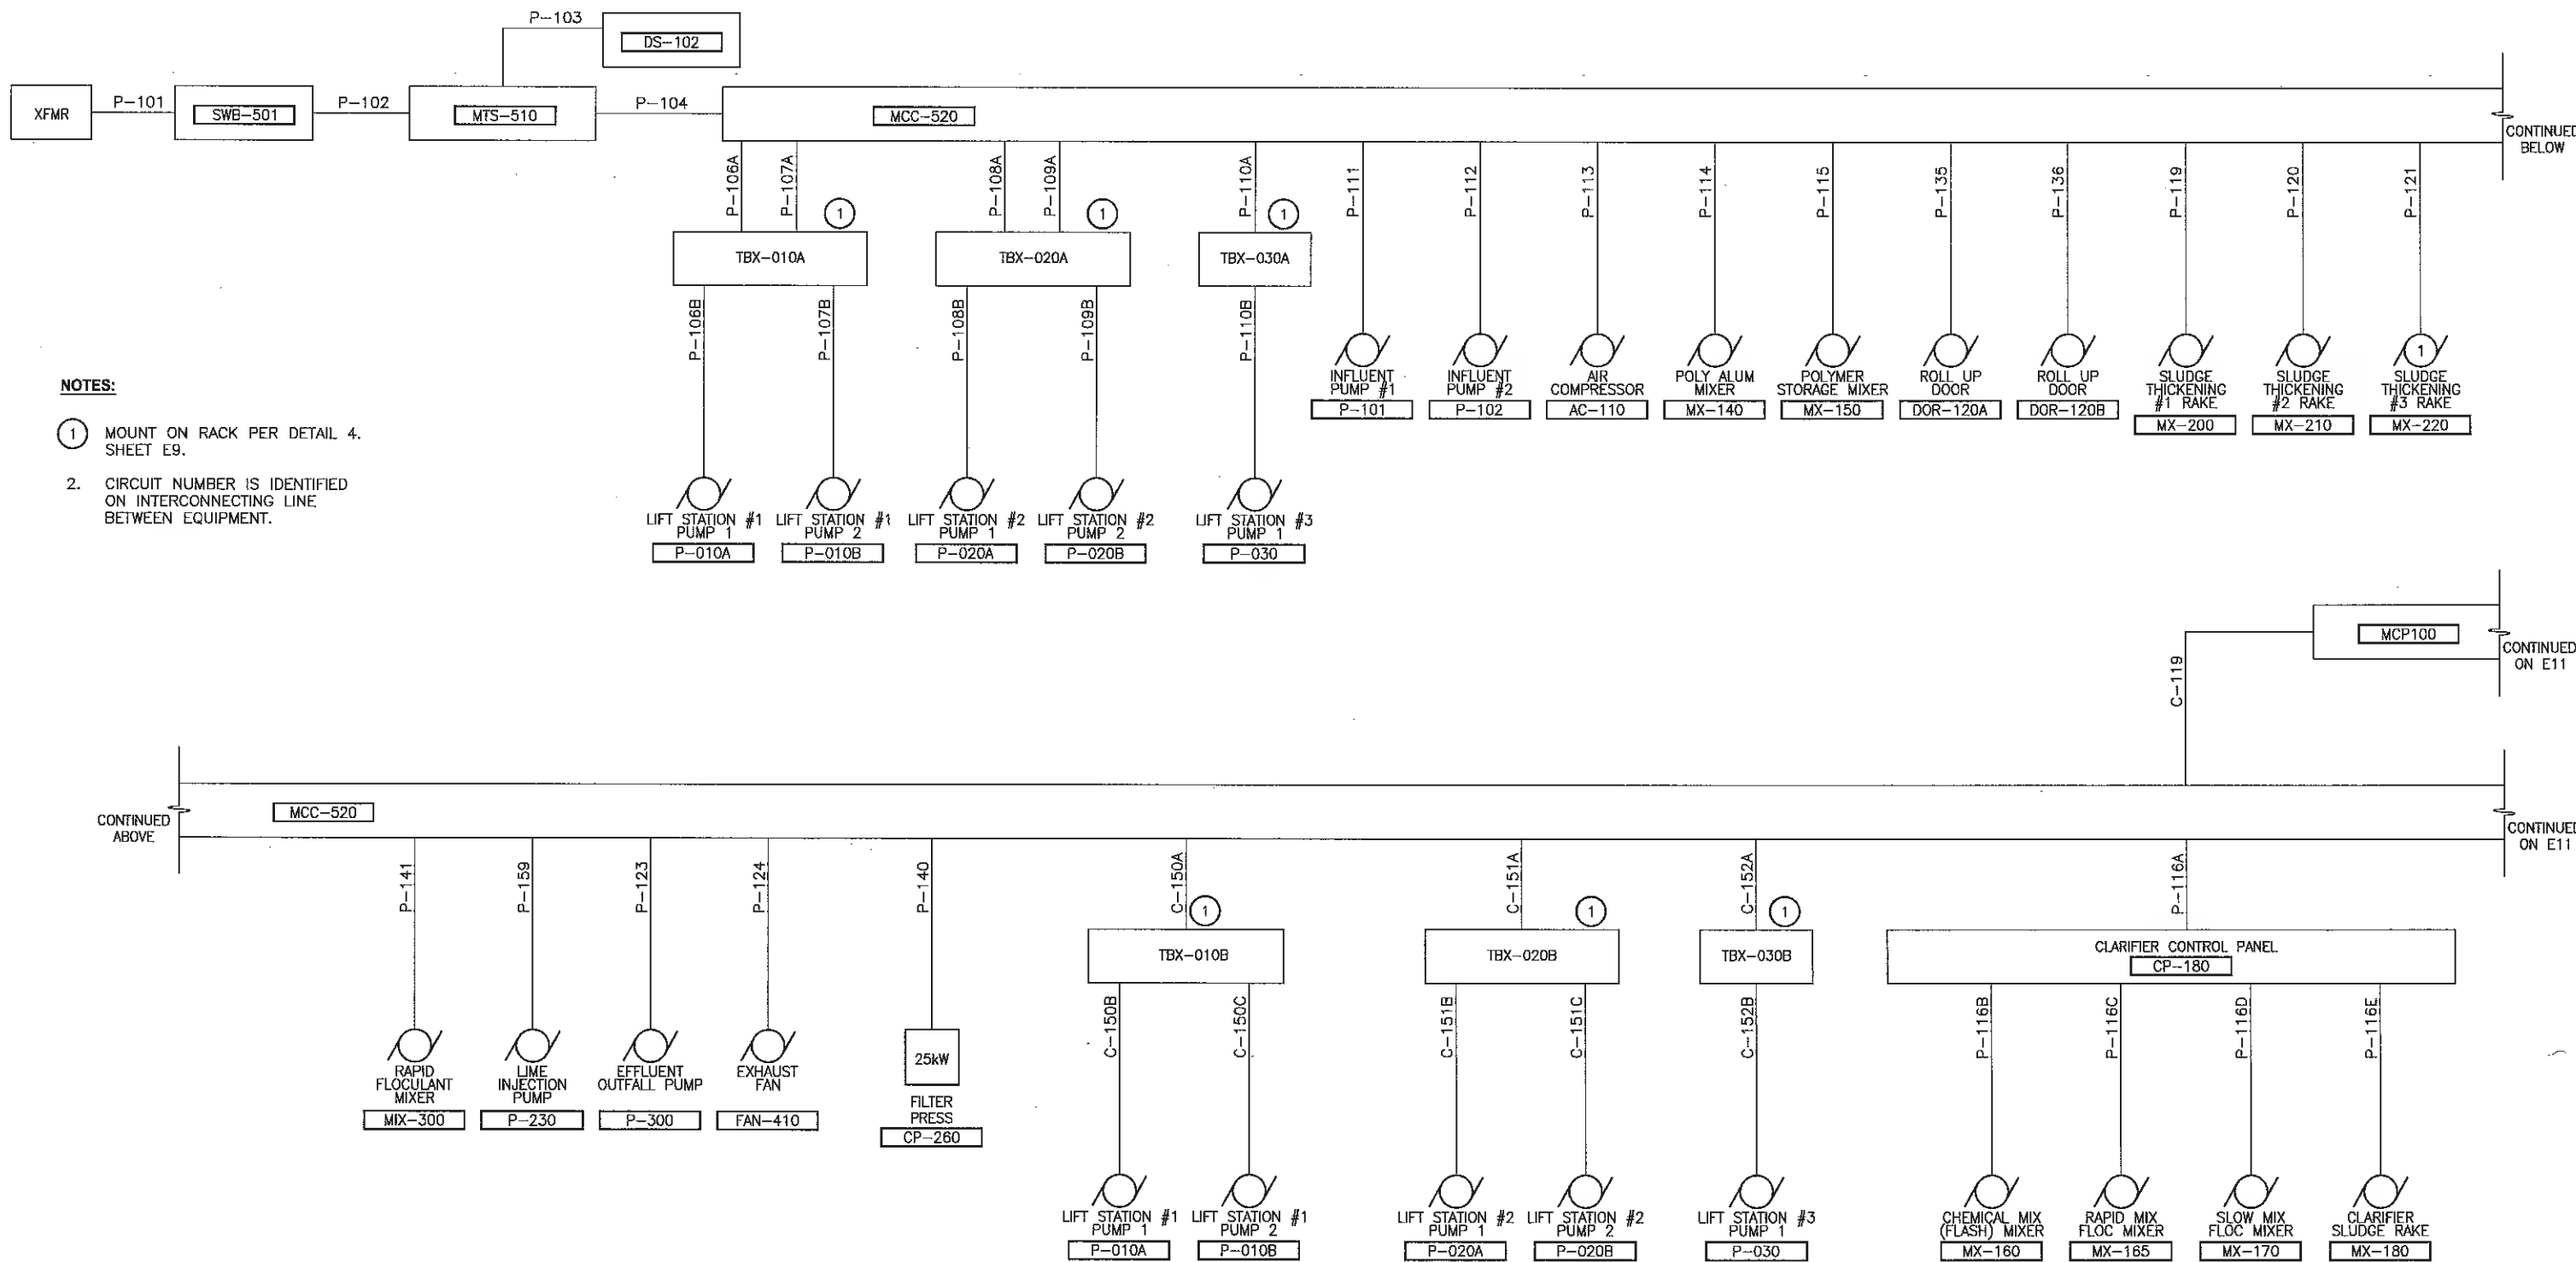 P-103
DS-102
XFMR
P-101
SWB-501
P-102
MTS-510
P-104
MCC-520
CONTINUED
BELOW
P-106A
P-107A
P-108A
P-109A
P-110A
P-111
P-112
P-113
P-114
P-115
P-135
P-136
P-119
P-120
P-121
1
1
1
TBX-010A
TBX-020A
TBX-030A
P-106B
P-107B
P-108B
P-109B
P-110B
1
INFLUENT
PUMP #1
P-101
INFLUENT
PUMP #2
P-102
AIR
COMPRESSOR
AC-110
POLY ALUM
MIXER
MX-140
POLYMER
STORAGE MIXER
MX-150
ROLL UP
DOOR
DOR-120A
ROLL UP
DOOR
DOR-120B
SLUDGE
THICKENING
#1 RAKE
MX-200
SLUDGE
THICKENING
#2 RAKE
MX-210
SLUDGE
THICKENING
#3 RAKE
MX-220
NOTES:
1 MOUNT ON RACK PER DETAIL 4.
SHEET E9.
2. CIRCUIT NUMBER IS IDENTIFIED
ON INTERCONNECTING LINE
BETWEEN EQUIPMENT.
LIFT STATION #1
PUMP 1
P-010A
LIFT STATION #1
PUMP 2
P-010B
LIFT STATION #2
PUMP 1
P-020A
LIFT STATION #2
PUMP 2
P-020B
LIFT STATION #3
PUMP 1
P-030
MCP100
CONTINUED
ON E11
C-119
CONTINUED
ABOVE
MCC-520
CONTINUED
ON E11
P-141
P-159
P-123
P-124
P-140
C-150A
C-151A
C-152A
P-116A
1
1
1
TBX-010B
TBX-020B
TBX-030B
CLARIFIER CONTROL PANEL
CP-180
C-150B
C-150C
C-151B
C-151C
C-152B
P-116B
P-116C
P-116D
P-116E
RAPID
FLOCULANT
MIXER
MIX-300
LIME
INJECTION
PUMP
P-230
EFFLUENT
OUTFALL PUMP
P-300
EXHAUST
FAN
FAN-410
25kW
FILTER
PRESS
CP-260
LIFT STATION #1
PUMP 1
P-010A
LIFT STATION #1
PUMP 2
P-010B
LIFT STATION #2
PUMP 1
P-020A
LIFT STATION #2
PUMP 2
P-020B
LIFT STATION #3
PUMP 1
P-030
CHEMICAL MIX
(FLASH) MIXER
MX-160
RAPID MIX
FLOC MIXER
MX-165
SLOW MIX
FLOC MIXER
MX-170
CLARIFIER
SLUDGE RAKE
MX-180